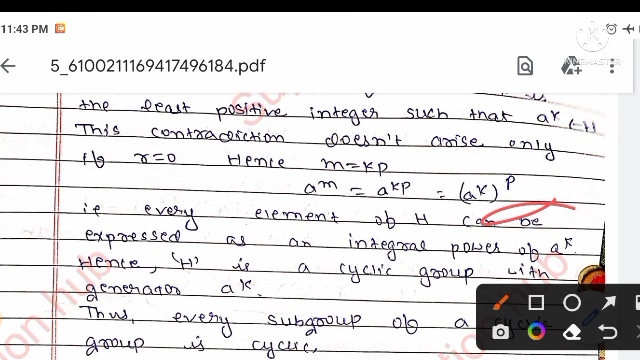 11:43 PM
5_6100211169417496184.pdf
the least positive integer such that a^k ∈ H
This contradiction doesn't arise only
if r=0 Hence m=kp
a^m = a^kp = (a^k)^p
ie every element of H can be
expressed as an integral power of a^k.
Hence, 'H' is a cyclic group with
generator a^k.
Thus, every subgroup of a cyclic
group is cyclic.